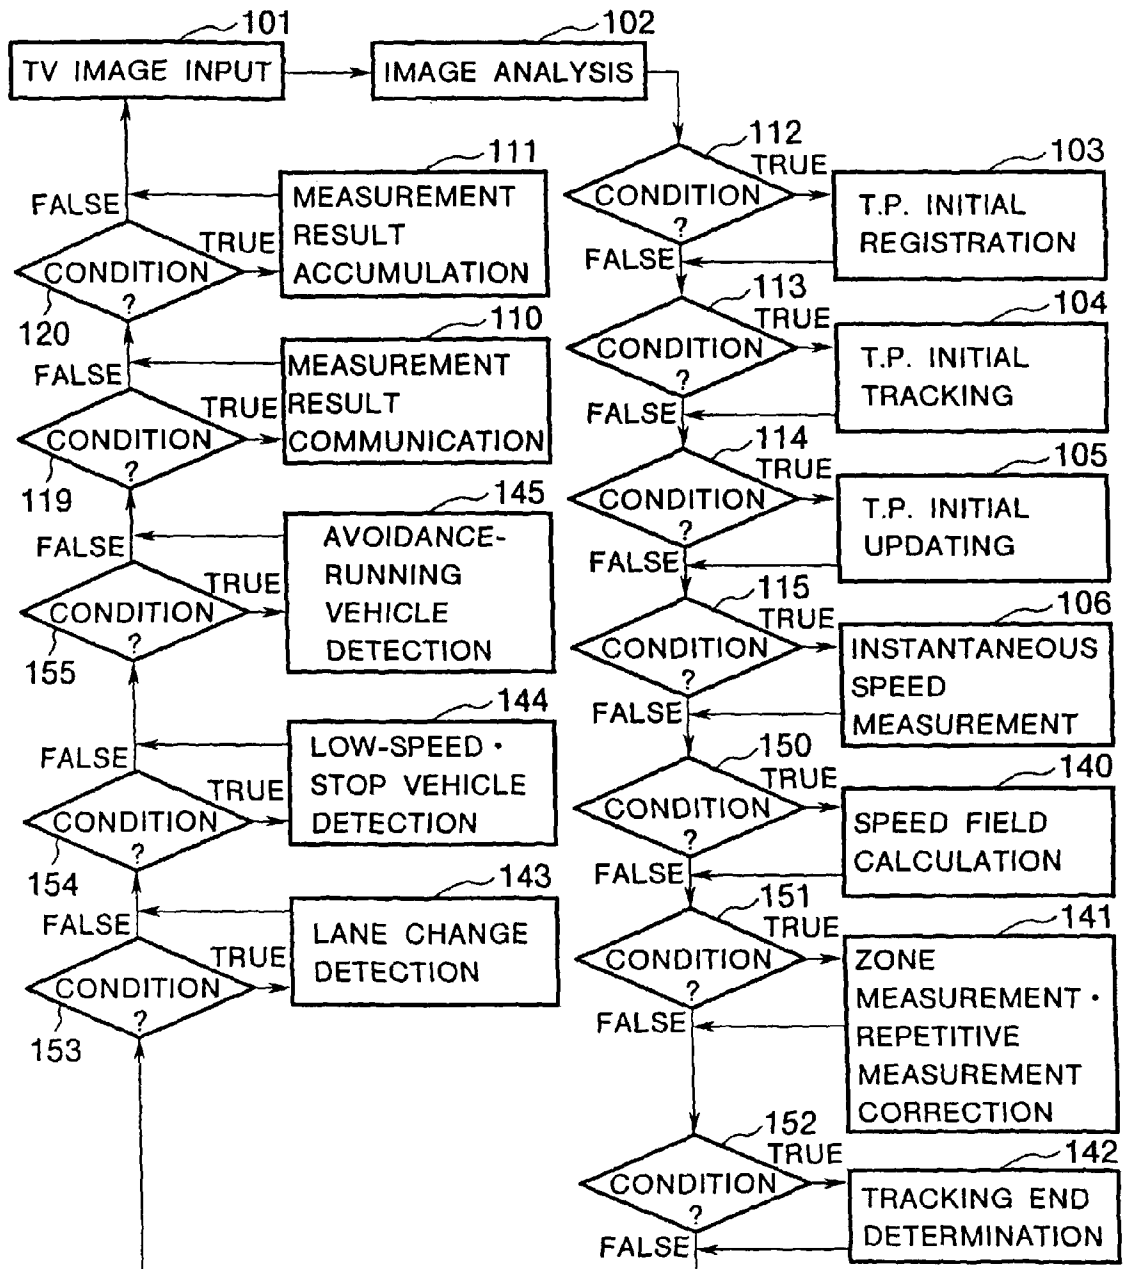 101
TV IMAGE INPUT
102
IMAGE ANALYSIS
112
CONDITION
?
TRUE
FALSE
103
T.P. INITIAL
REGISTRATION
113
CONDITION
?
TRUE
FALSE
104
T.P. INITIAL
TRACKING
114
CONDITION
?
TRUE
FALSE
105
T.P. INITIAL
UPDATING
115
CONDITION
?
TRUE
FALSE
106
INSTANTANEOUS
SPEED
MEASUREMENT
150
CONDITION
?
TRUE
FALSE
140
SPEED FIELD
CALCULATION
151
CONDITION
?
TRUE
FALSE
141
ZONE
MEASUREMENT·
REPETITIVE
MEASUREMENT
CORRECTION
152
CONDITION
?
TRUE
FALSE
142
TRACKING END
DETERMINATION
153
CONDITION
?
TRUE
FALSE
143
LANE CHANGE
DETECTION
154
CONDITION
?
TRUE
FALSE
144
LOW-SPEED·
STOP VEHICLE
DETECTION
155
CONDITION
?
TRUE
FALSE
145
AVOIDANCE-
RUNNING
VEHICLE
DETECTION
119
CONDITION
?
TRUE
FALSE
110
MEASUREMENT
RESULT
COMMUNICATION
120
CONDITION
?
TRUE
FALSE
111
MEASUREMENT
RESULT
ACCUMULATION